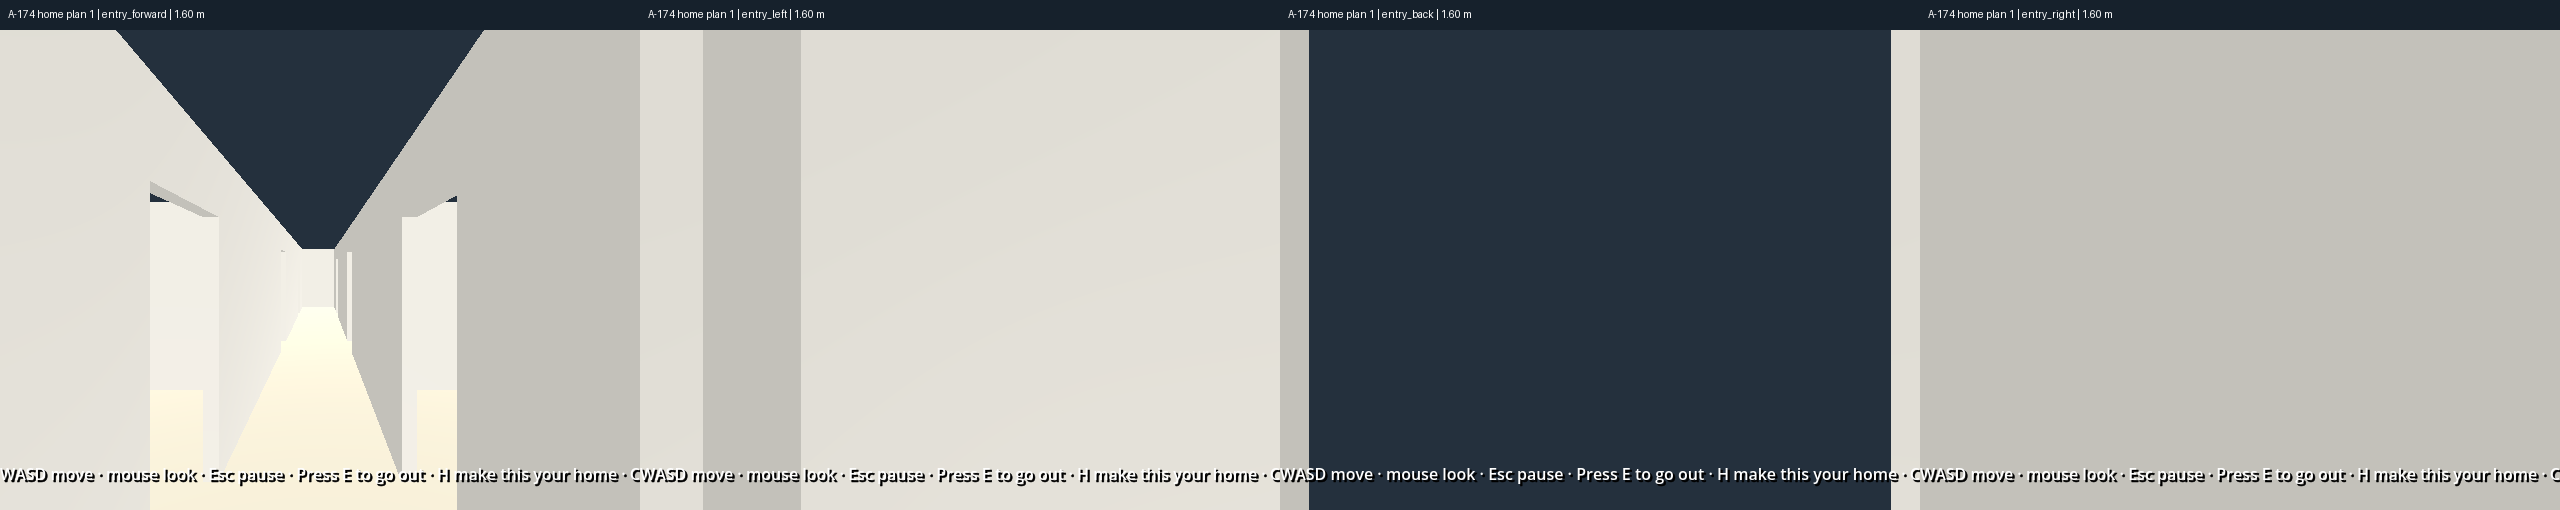 A-174 home plan 1 | entry_forward | 1.60 m
A-174 home plan 1 | entry_left | 1.60 m
A-174 home plan 1 | entry_back | 1.60 m
A-174 home plan 1 | entry_right | 1.60 m
WASD move · mouse look · Esc pause · Press E to go out · H make this your home · C
WASD move · mouse look · Esc pause · Press E to go out · H make this your home · C
WASD move · mouse look · Esc pause · Press E to go out · H make this your home · C
WASD move · mouse look · Esc pause · Press E to go out · H make this your home · C